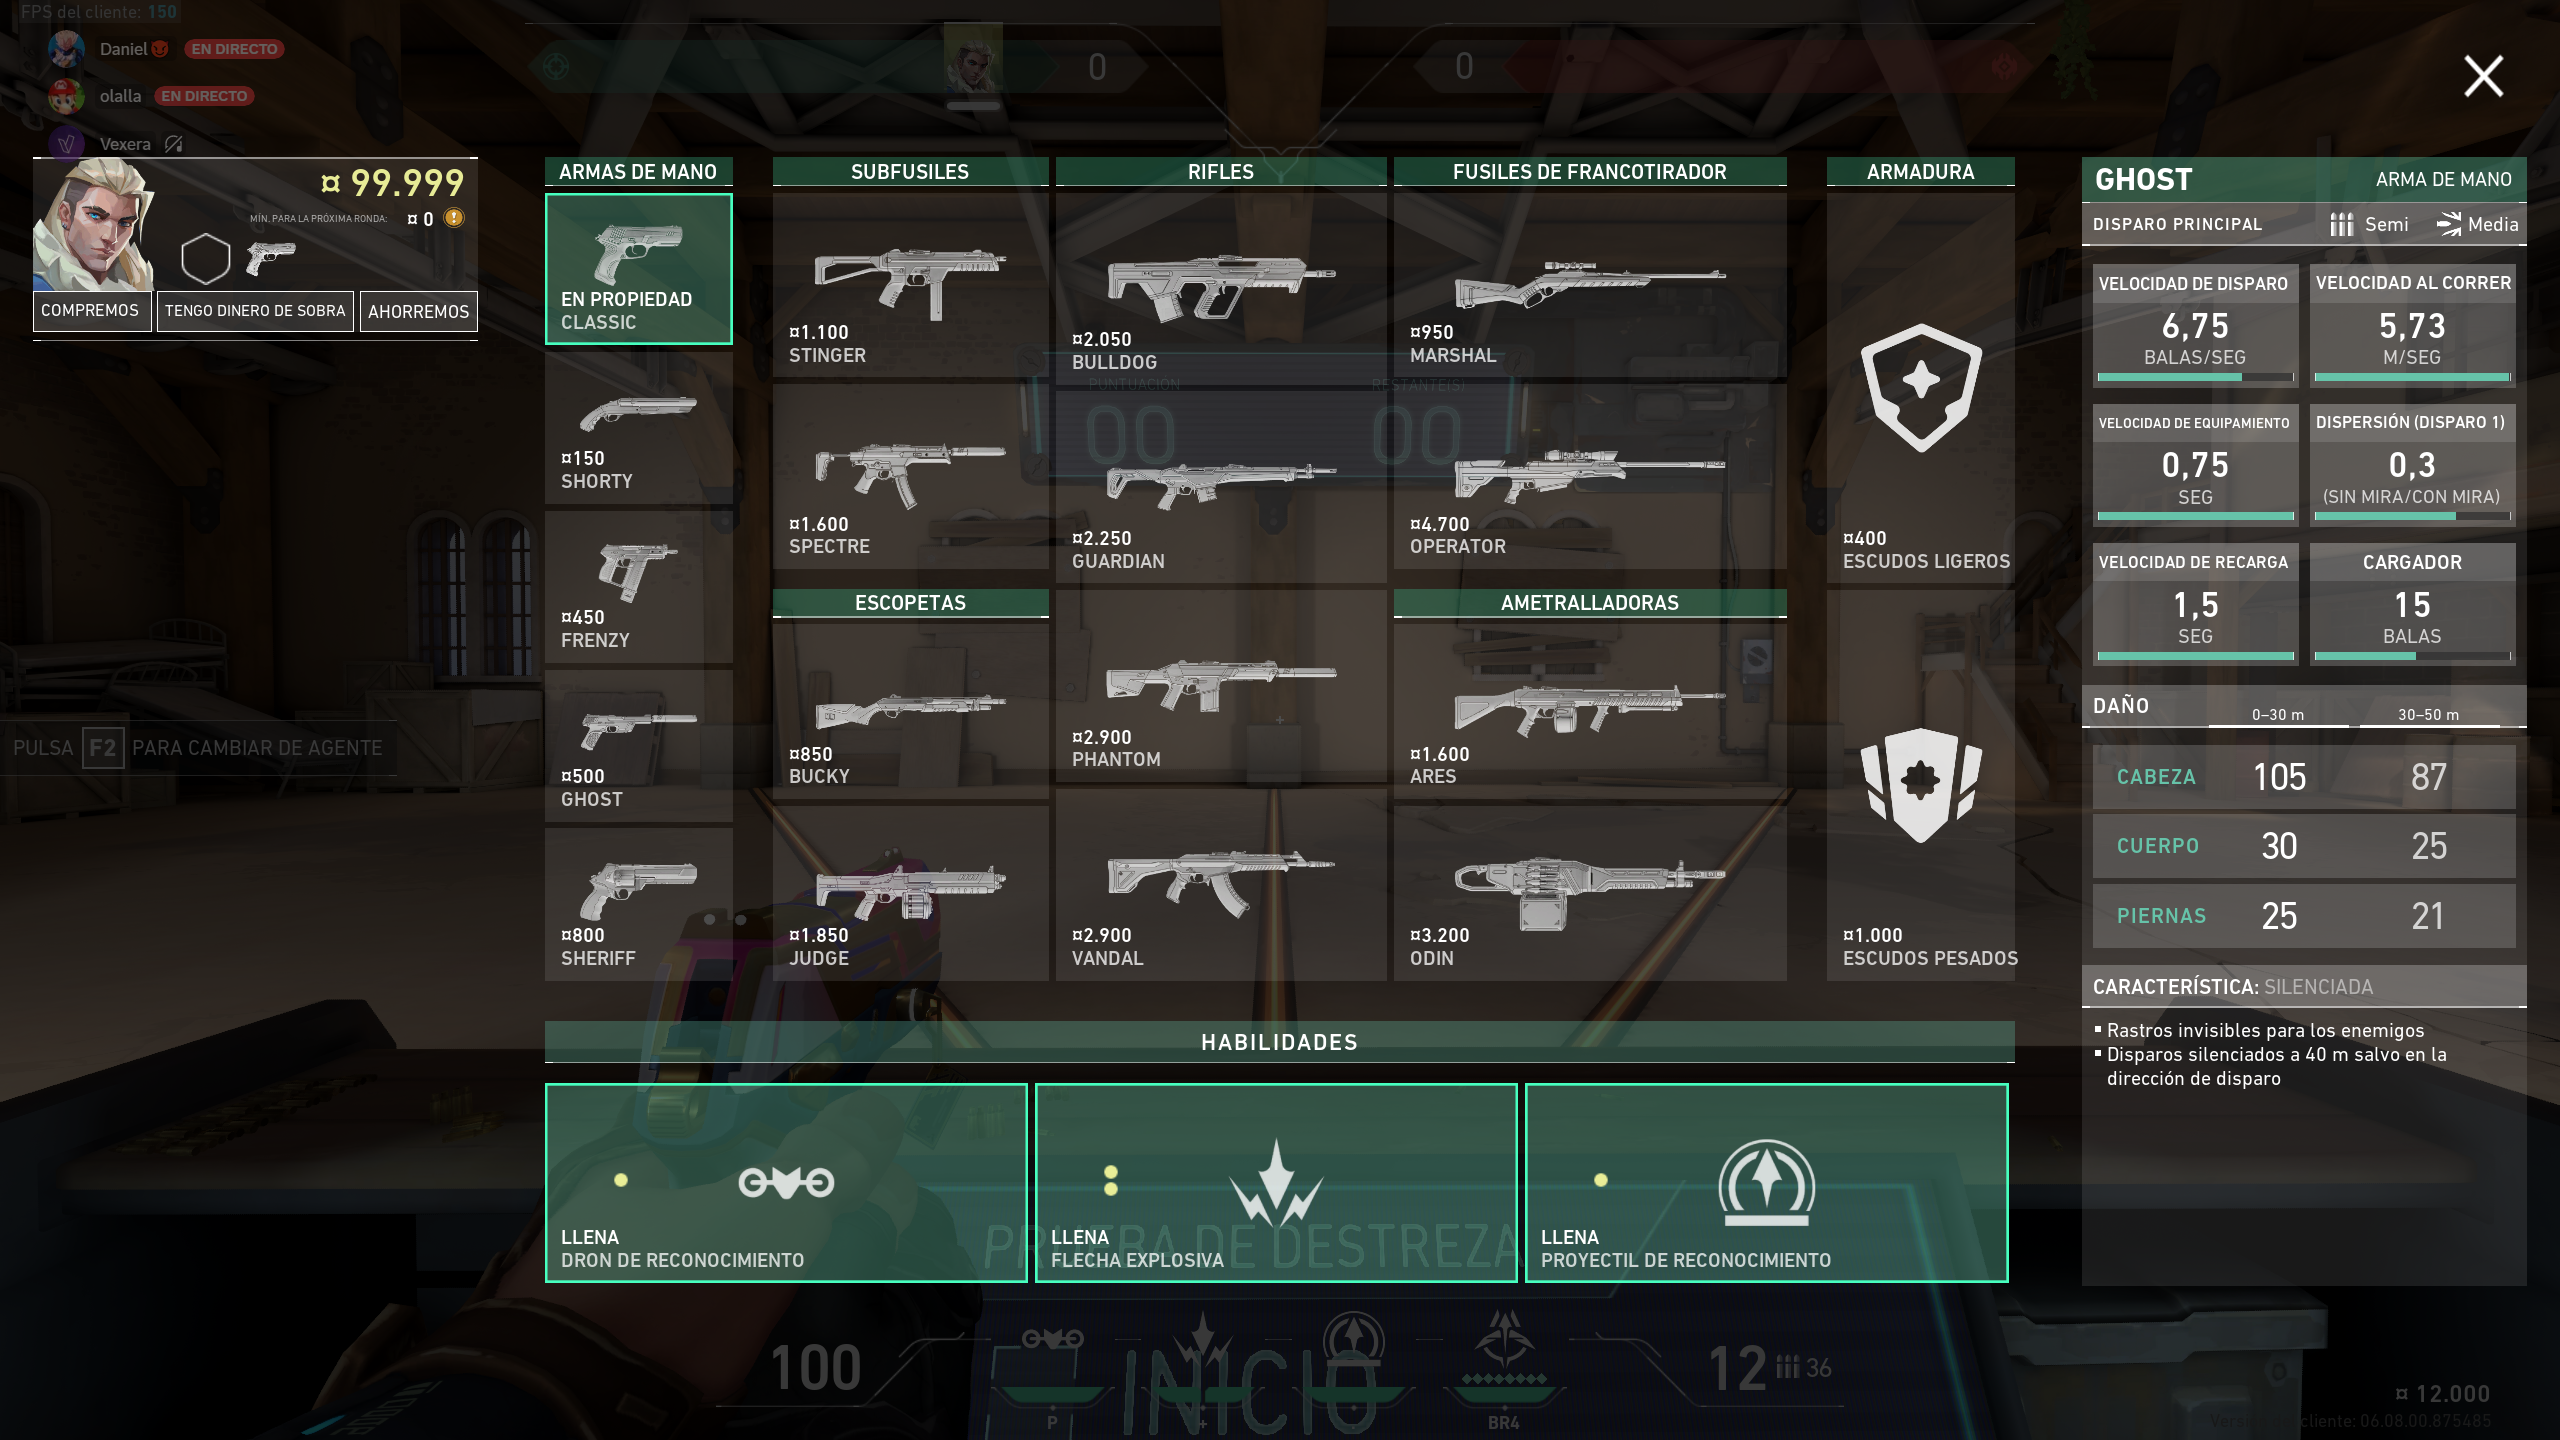 FPS del cliente: 150
Daniel EN DIRECTO
olalla EN DIRECTO
Vexera
0
0
¤ 99.999
MÍN. PARA LA PRÓXIMA RONDA: ¤ 0
COMPREMOS
TENGO DINERO DE SOBRA
AHORREMOS
PULSA F2 PARA CAMBIAR DE AGENTE
ARMAS DE MANO
EN PROPIEDAD
CLASSIC
¤150
SHORTY
¤450
FRENZY
¤500
GHOST
¤800
SHERIFF
SUBFUSILES
¤1.100
STINGER
¤1.600
SPECTRE
ESCOPETAS
¤850
BUCKY
¤1.850
JUDGE
RIFLES
¤2.050
BULLDOG
¤2.250
GUARDIAN
¤2.900
PHANTOM
¤2.900
VANDAL
PUNTUACIÓN
00
RESTANTE(S)
00
FUSILES DE FRANCOTIRADOR
¤950
MARSHAL
¤4.700
OPERATOR
AMETRALLADORAS
¤1.600
ARES
¤3.200
ODIN
ARMADURA
¤400
ESCUDOS LIGEROS
¤1.000
ESCUDOS PESADOS
GHOST
ARMA DE MANO
DISPARO PRINCIPAL
Semi
Media
VELOCIDAD DE DISPARO
6,75
BALAS/SEG
VELOCIDAD AL CORRER
5,73
M/SEG
VELOCIDAD DE EQUIPAMIENTO
0,75
SEG
DISPERSIÓN (DISPARO 1)
0,3
(SIN MIRA/CON MIRA)
VELOCIDAD DE RECARGA
1,5
SEG
CARGADOR
15
BALAS
DAÑO 0–30 m 30–50 m
CABEZA 105 87
CUERPO 30 25
PIERNAS 25 21
CARACTERÍSTICA: SILENCIADA
Rastros invisibles para los enemigos
Disparos silenciados a 40 m salvo en la
dirección de disparo
HABILIDADES
LLENA
DRON DE RECONOCIMIENTO
LLENA
FLECHA EXPLOSIVA
LLENA
PROYECTIL DE RECONOCIMIENTO
PRUEBA DE DESTREZA
INICIO
100
P
BR4
12 36
¤ 12.000
cliente: 06.08.00.875485